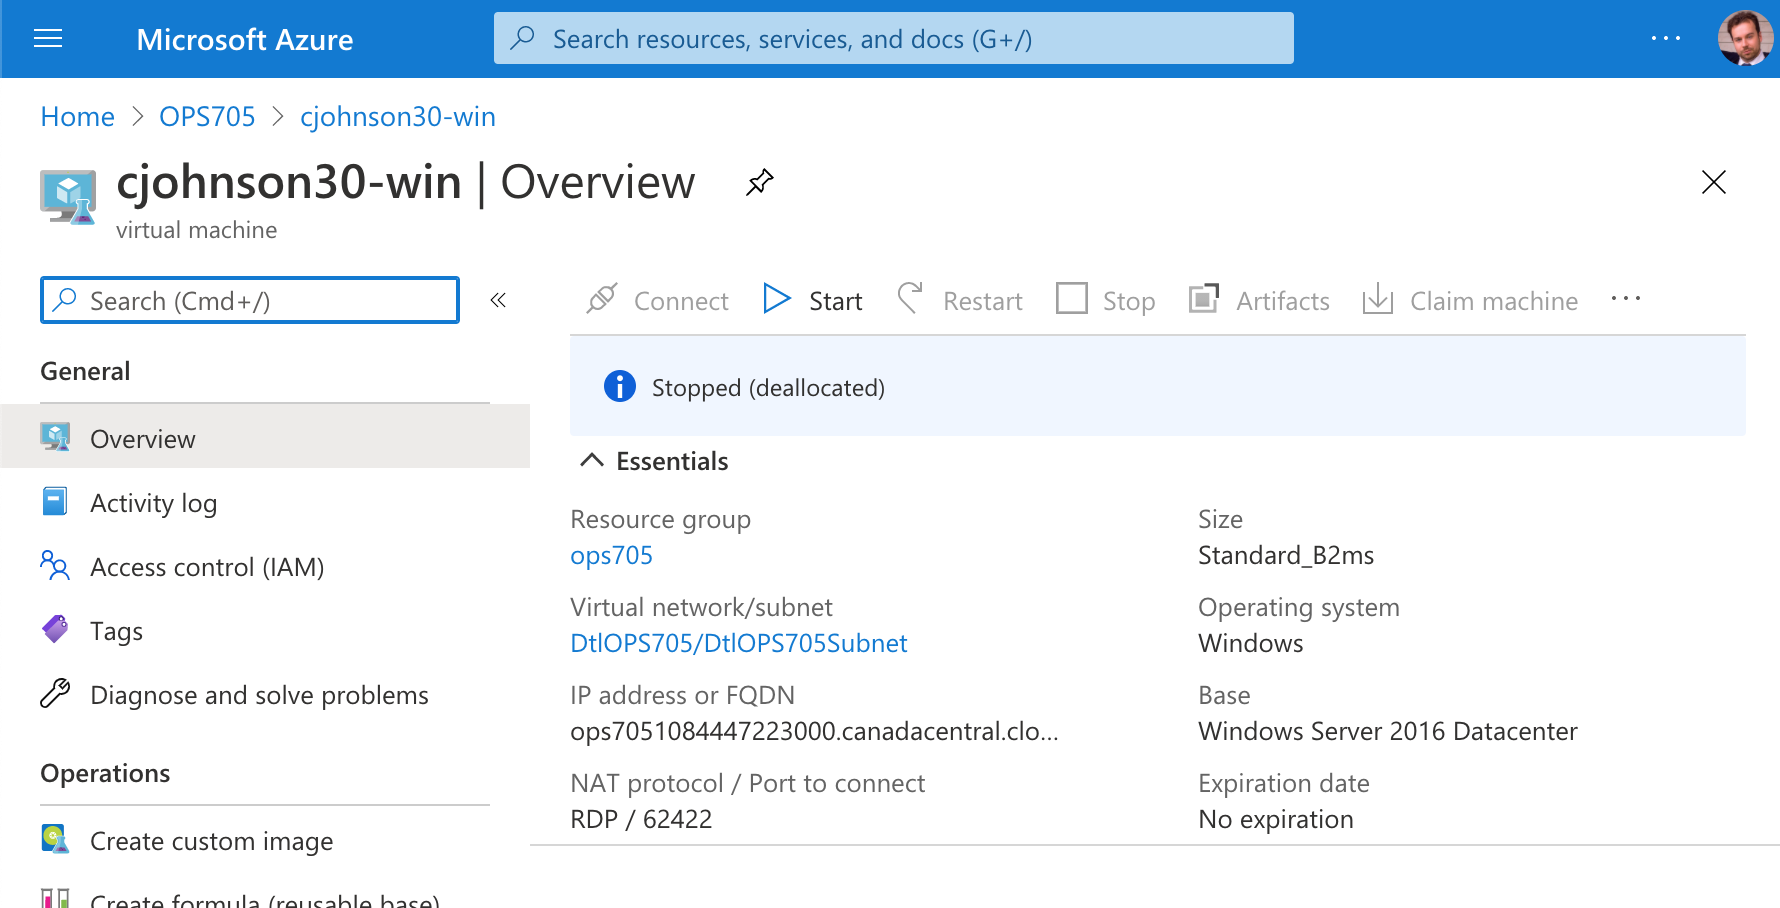 Microsoft Azure
Search resources, services, and docs (G+/)
Home > OPS705 > cjohnson30-win
cjohnson30-win | Overview
virtual machine
Search (Cmd+/)
General
Overview
Activity log
Access control (IAM)
Tags
Diagnose and solve problems
Operations
Create custom image
Create formula (reusable base)
Connect Start Restart Stop Artifacts Claim machine ···
Stopped (deallocated)
Essentials
Resource group
ops705
Virtual network/subnet
DtlOPS705/DtlOPS705Subnet
IP address or FQDN
ops7051084447223000.canadacentral.clo...
NAT protocol / Port to connect
RDP / 62422
Size
Standard_B2ms
Operating system
Windows
Base
Windows Server 2016 Datacenter
Expiration date
No expiration